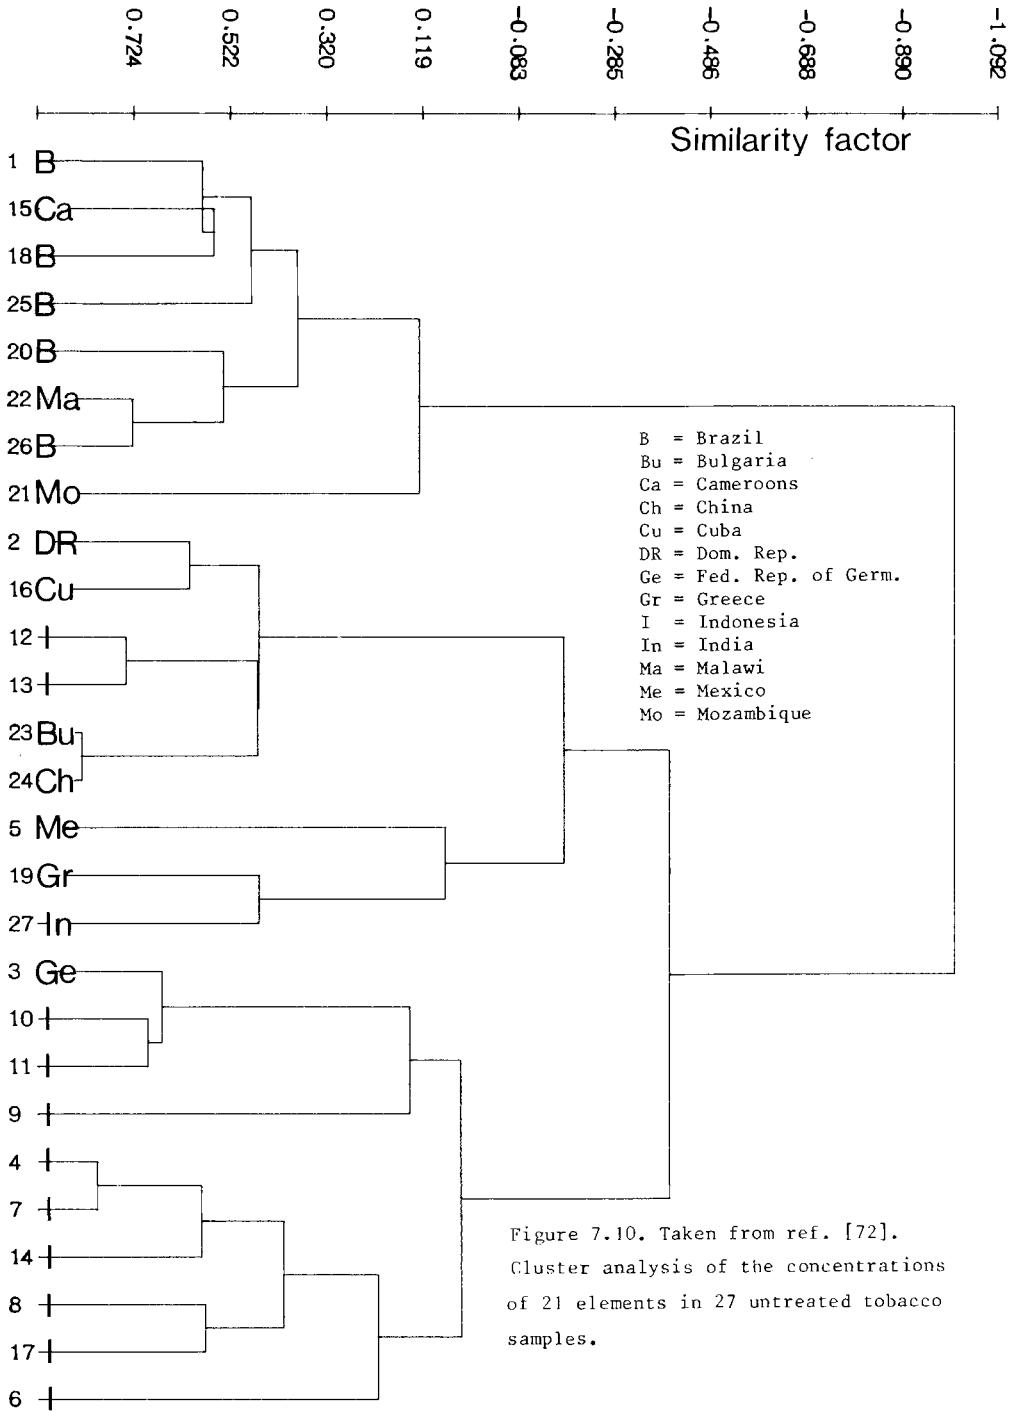 0.724 0.522 0.320 0.119 -0.083 -0.285 -0.486 -0.688 -0.890 -1.092
Similarity factor
1 B
15 Ca
18 B
25 B
20 B
22 Ma
26 B
21 Mo
2 DR
16 Cu
12 I
13 I
23 Bu
24 Ch
5 Me
19 Gr
27 In
3 Ge
10 I
11 I
9 I
4 I
7 I
14 I
8 I
17 I
6 I
B = Brazil
Bu = Bulgaria
Ca = Cameroons
Ch = China
Cu = Cuba
DR = Dom. Rep.
Ge = Fed. Rep. of Germ.
Gr = Greece
I = Indonesia
In = India
Ma = Malawi
Me = Mexico
Mo = Mozambique
Figure 7.10. Taken from ref. [72].
Cluster analysis of the concentrations
of 21 elements in 27 untreated tobacco
samples.